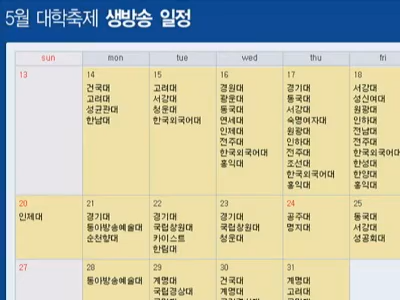 5월 대학축제 생방송 일정
sun mon tue wed thu fri
13 14 15 16 17 18
건국대 고려대 경원대 경기대 서강대
고려대 서강대 광운대 동국대 성신여대
성균관대 청운대 동국대 서강대 원광대
한남대 한국외국어대 연세대 숙명여자대 인하대
인제대 원광대 전남대
전주대 인하대 전주대
한국외국어대 전주대 한국외국어대
홍익대 조선대 한성대
한국외국어대 한양대
홍익대 홍익대
20 21 22 23 24 25
인제대 경기대 경기대 경기대 공주대 동국대
동아방송예술대 국립창원대 국립창원대 명지대 서강대
순천향대 카이스트 청운대 성공회대
한림대
27 28 29 30 31
동아방송예술대 계명대 건국대 계명대
국립경상대 계명대 고려대